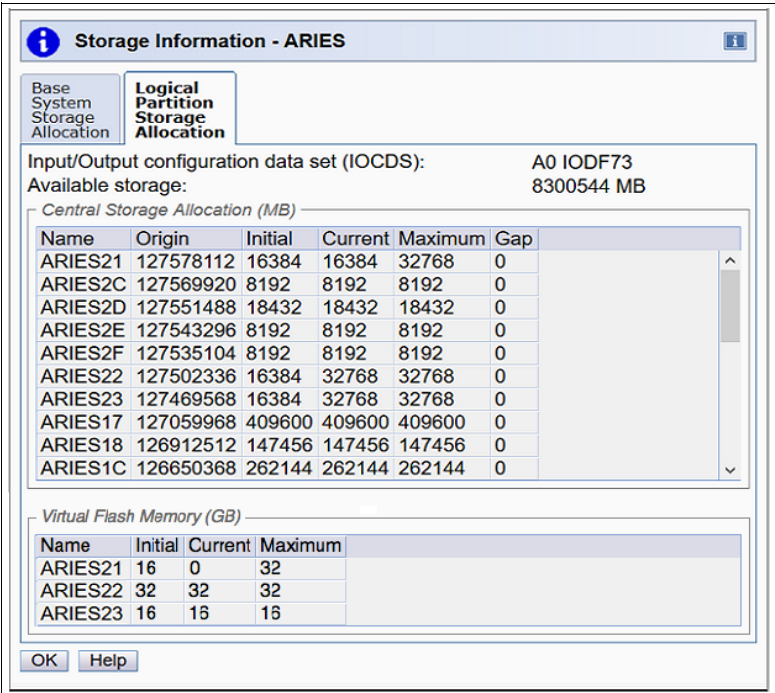 Storage Information - ARIES
Base System Storage Allocation
Logical Partition Storage Allocation
Input/Output configuration data set (IOCDS): A0 IODF73
Available storage: 8300544 MB
Central Storage Allocation (MB)
Name Origin Initial Current Maximum Gap
ARIES21 127578112 16384 16384 32768 0
ARIES2C 127569920 8192 8192 8192 0
ARIES2D 127551488 18432 18432 18432 0
ARIES2E 127543296 8192 8192 8192 0
ARIES2F 127535104 8192 8192 8192 0
ARIES22 127502336 16384 32768 32768 0
ARIES23 127469568 16384 32768 32768 0
ARIES17 127059968 409600 409600 409600 0
ARIES18 126912512 147456 147456 147456 0
ARIES1C 126650368 262144 262144 262144 0
Virtual Flash Memory (GB)
Name Initial Current Maximum
ARIES21 16 0 32
ARIES22 32 32 32
ARIES23 16 16 16
OK Help